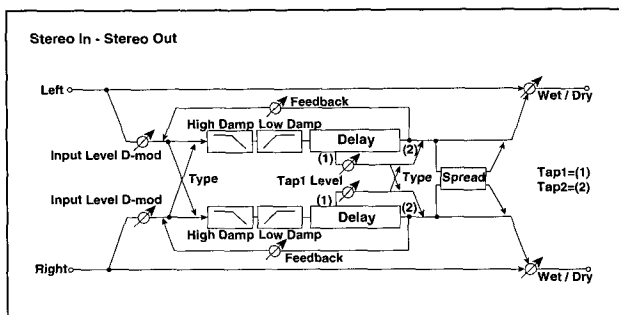 Stereo In - Stereo Out
Left
Wet / Dry
Feedback
High Damp Low Damp
Delay
Input Level D-mod
(1)
(2)
Type
Tap1 Level
Type
Spread
Tap1=(1)
Tap2=(2)
Input Level D-mod
(1)
(2)
Delay
High Damp Low Damp
Feedback
Right
Wet / Dry